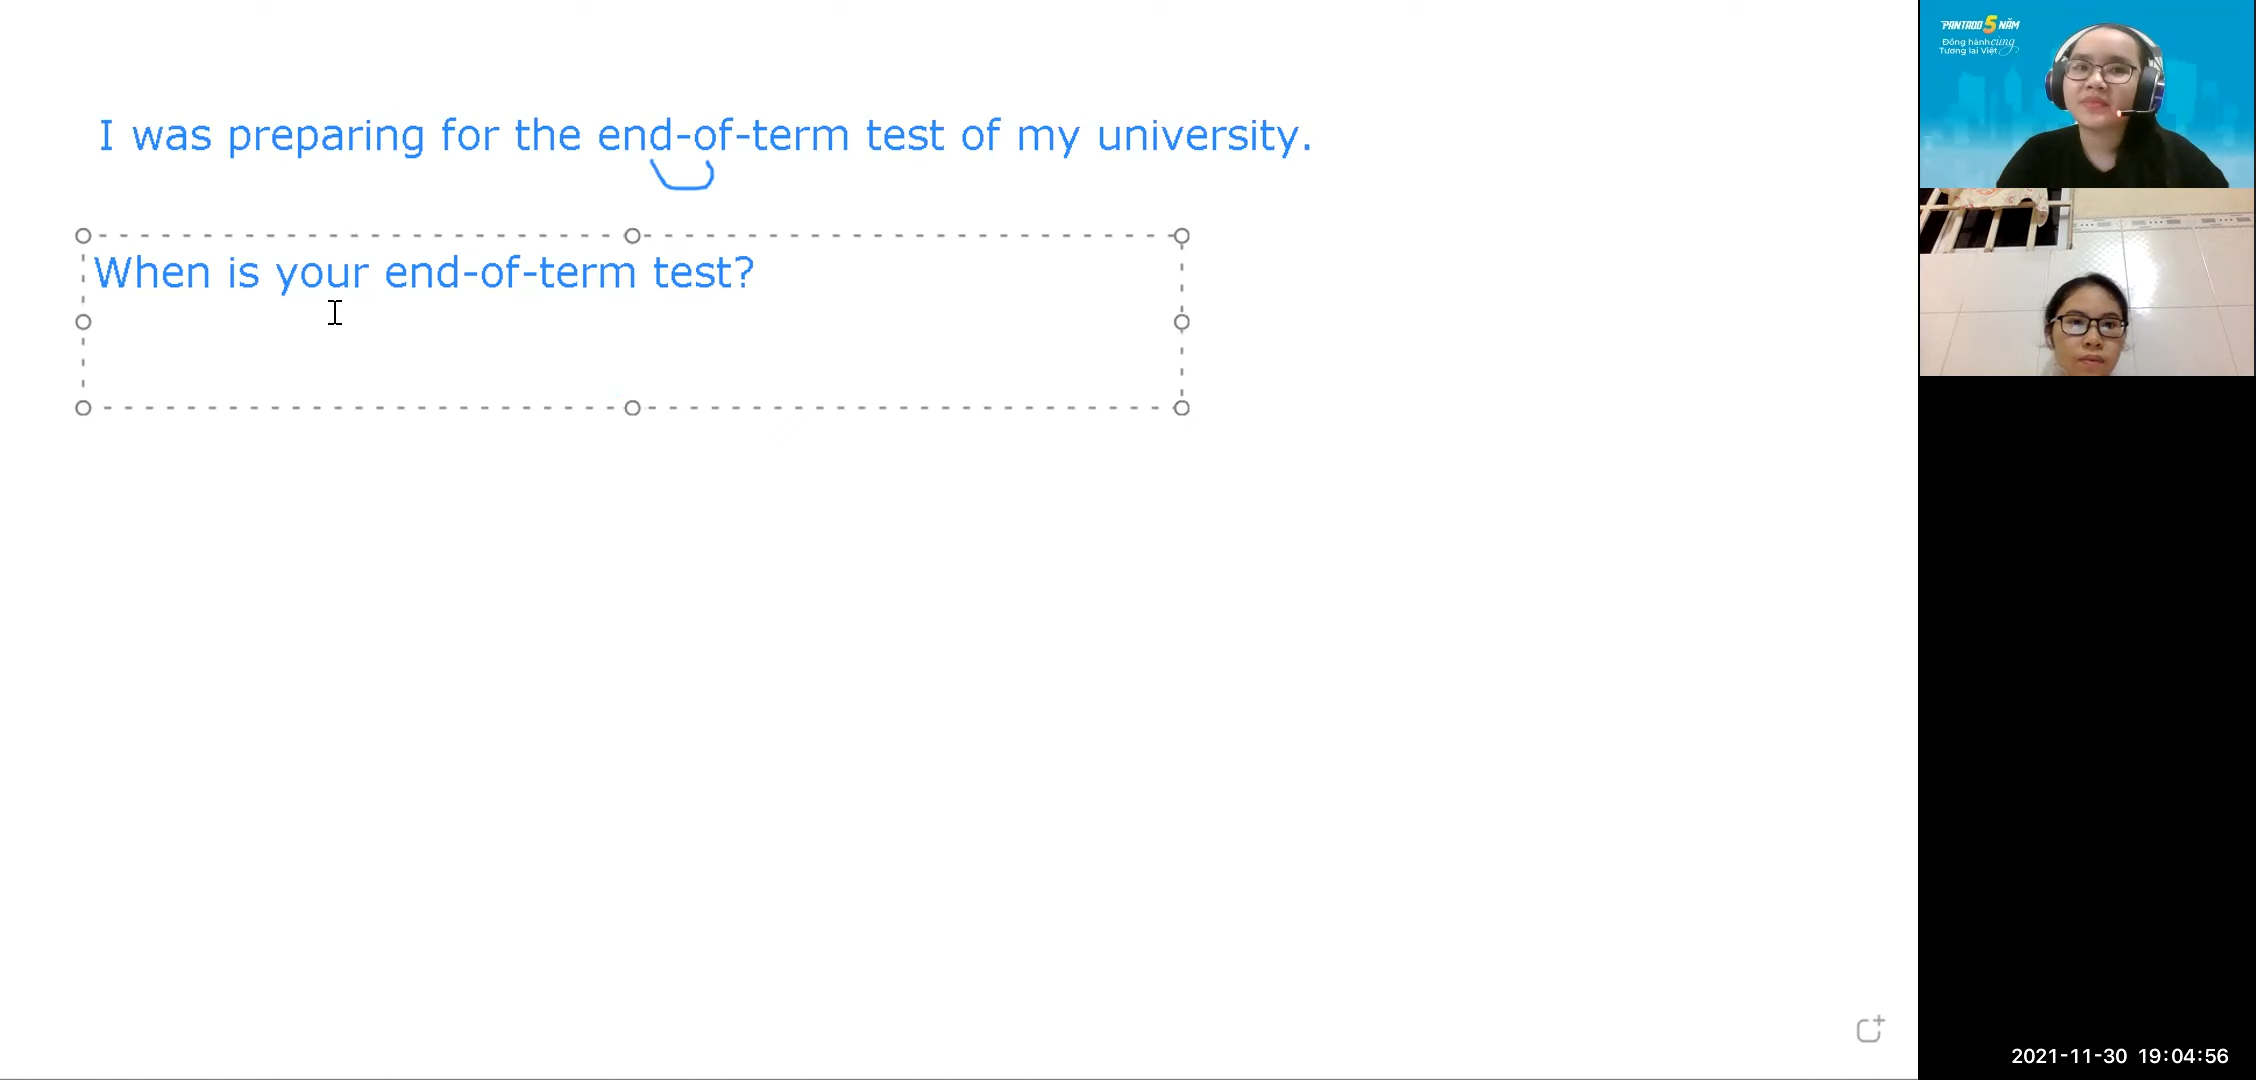 I was preparing for the end-of-term test of my university.
When is your end-of-term test?
PANTADO 5 NĂM
Đồng hành cùng
Tương lai Việt
2021-11-30 19:04:56